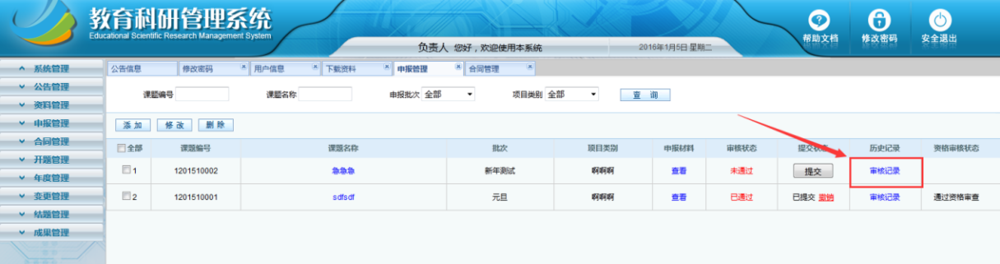 教育科研管理系统
Educational Scientific Research Management System
负责人 您好，欢迎使用本系统
2016年1月5日 星期二
帮助文档 修改密码 安全退出
系统管理
公告管理
资料管理
申报管理
合同管理
开题管理
年度管理
变更管理
结题管理
成果管理
公告信息 修改密码 用户信息 下载资料 申报管理 合同管理
课题编号 课题名称 申报批次 全部 项目类别 全部 查 询
添 加 修 改 删 除
全部 课题编号 课题名称 批次 项目类别 申报材料 审核状态 提交状态 历史记录 资格审核状态
1 1201510002 急急急 新年测试 啊啊啊 查看 未通过 提交 审核记录
2 1201510001 sdfsdf 元旦 啊啊啊 查看 已通过 已提交 撤销 审核记录 通过资格审查